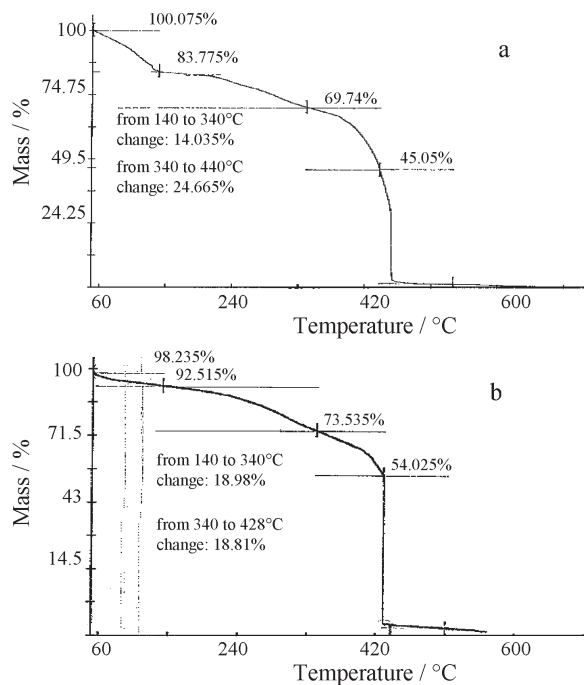 100.075%
100
a
83.775%
74.75
69.74%
from 140 to 340°C
change: 14.035%
49.5
45.05%
from 340 to 440°C
change: 24.665%
24.25
Mass / %
60
240
420
600
Temperature / °C
98.235%
100
92.515%
b
71.5
73.535%
from 140 to 340°C
change: 18.98%
54.025%
43
from 340 to 428°C
change: 18.81%
14.5
Mass / %
60
240
420
600
Temperature / °C